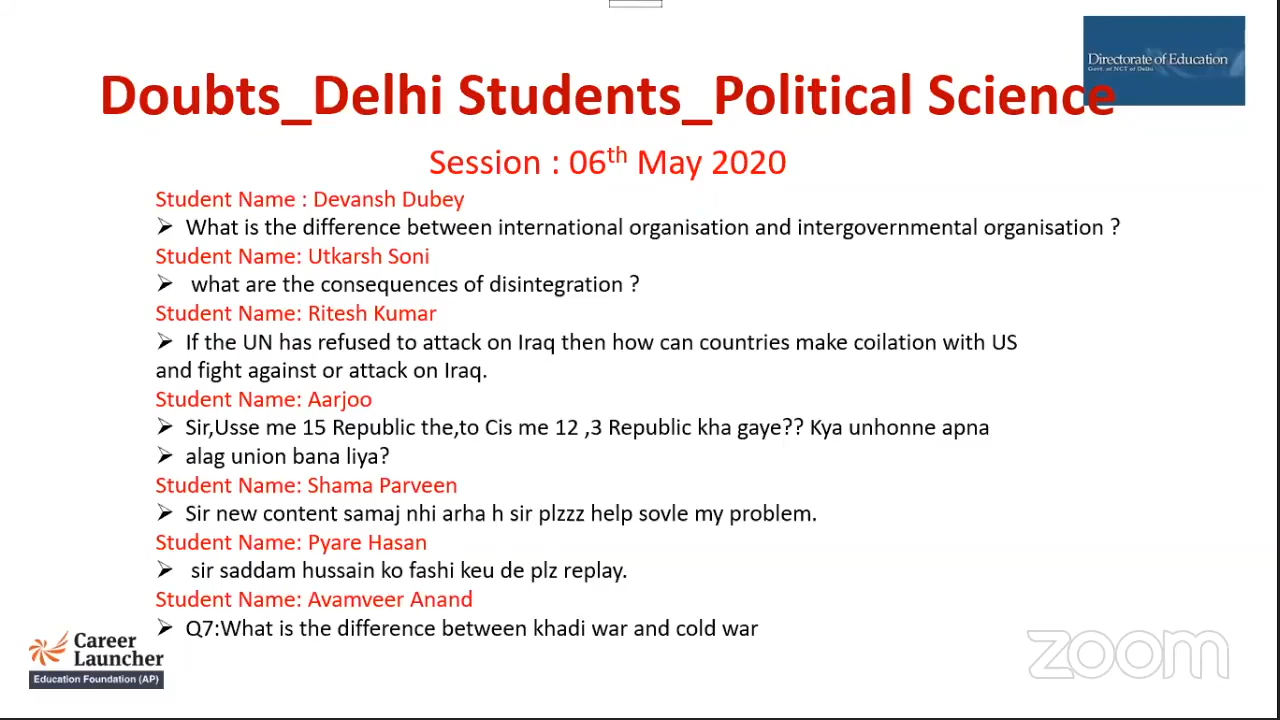 Directorate of Education
Govt. of NCT of Delhi
Doubts_Delhi Students_Political Science
Session : 06th May 2020
Student Name : Devansh Dubey
➢ What is the difference between international organisation and intergovernmental organisation ?
Student Name: Utkarsh Soni
➢ what are the consequences of disintegration ?
Student Name: Ritesh Kumar
➢ If the UN has refused to attack on Iraq then how can countries make coilation with US
and fight against or attack on Iraq.
Student Name: Aarjoo
➢ Sir,Usse me 15 Republic the,to Cis me 12 ,3 Republic kha gaye?? Kya unhonne apna
➢ alag union bana liya?
Student Name: Shama Parveen
➢ Sir new content samaj nhi arha h sir plzzz help sovle my problem.
Student Name: Pyare Hasan
➢ sir saddam hussain ko fashi keu de plz replay.
Student Name: Avamveer Anand
➢ Q7:What is the difference between khadi war and cold war
Career
Launcher
Education Foundation (AP)
zoom